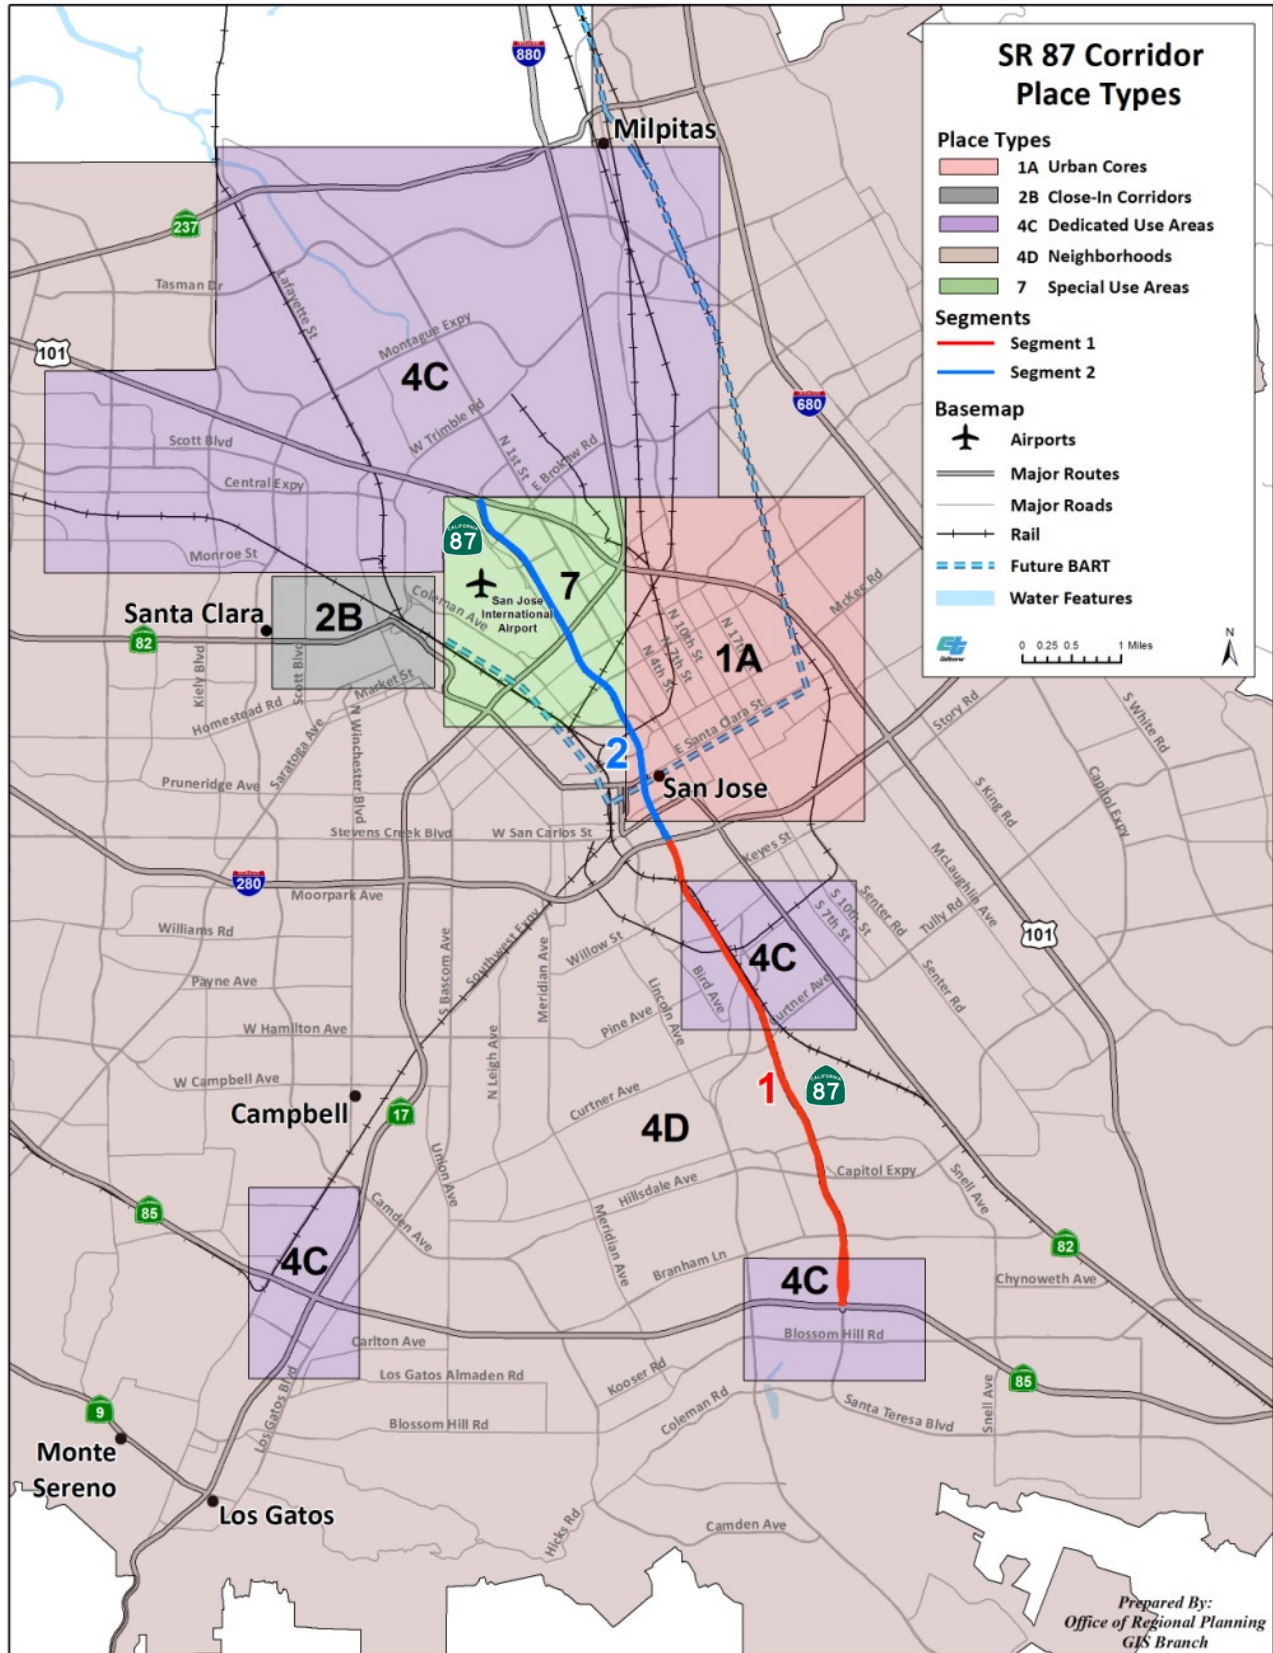 SR 87 Corridor
Place Types
Place Types
1A Urban Cores
2B Close-In Corridors
4C Dedicated Use Areas
4D Neighborhoods
7 Special Use Areas
Segments
Segment 1
Segment 2
Basemap
Airports
Major Routes
Major Roads
Rail
Future BART
Water Features
0 0.25 0.5 1 Miles
N
880
Milpitas
237
Tasman Dr
Lafayette St
101
Montague Expy
4C
680
W Trimble Rd
Scott Blvd
N 1st St
E Brokaw Rd
Central Expy
CALIFORNIA
87
Monroe St
7
San Jose
International
Airport
Coleman Ave
McKee Rd
Santa Clara
2B
82
N 10th St
N 17th St
N 7th St
N 4th St
1A
Kiely Blvd
Scott Blvd
Market St
Homestead Rd
N Winchester Blvd
Saratoga Ave
E Santa Clara St
Story Rd
S White Rd
2
San Jose
Pruneridge Ave
S King Rd
Capitol Expy
Stevens Creek Blvd
W San Carlos St
Keyes St
McLaughlin Ave
280
Moorpark Ave
S 10th St
S 7th St
Senter Rd
Tully Rd
Williams Rd
Southwest Expy
Meridian Ave
Willow St
101
S Bascom Ave
4C
Bird Ave
Lincoln Ave
Curtner Ave
Senter Rd
Payne Ave
Pine Ave
W Hamilton Ave
N Leigh Ave
W Campbell Ave
Curtner Ave
1
CALIFORNIA
87
Campbell
17
4D
Union Ave
Capitol Expy
Snell Ave
Hillsdale Ave
85
Camden Ave
Meridian Ave
82
4C
Branham Ln
4C
Chynoweth Ave
Carlton Ave
Blossom Hill Rd
Los Gatos Almaden Rd
Kooser Rd
85
Snell Ave
9
Los Gatos Blvd
Blossom Hill Rd
Coleman Rd
Santa Teresa Blvd
Monte
Sereno
Los Gatos
Hicks Rd
Camden Ave
Prepared By:
Office of Regional Planning
GIS Branch